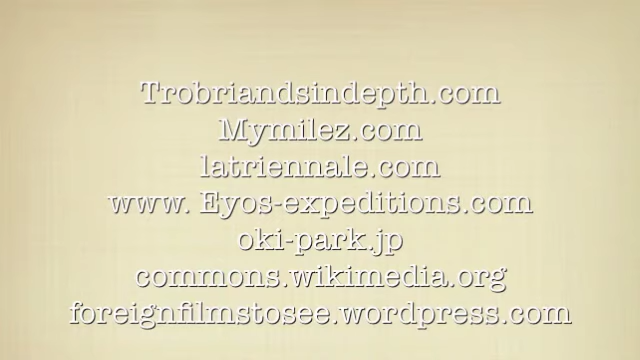 Trobriandsindepth.com
Mymilez.com
latriennale.com
www. Eyos-expeditions.com
oki-park.jp
commons.wikimedia.org
foreignfilmstosee.wordpress.com